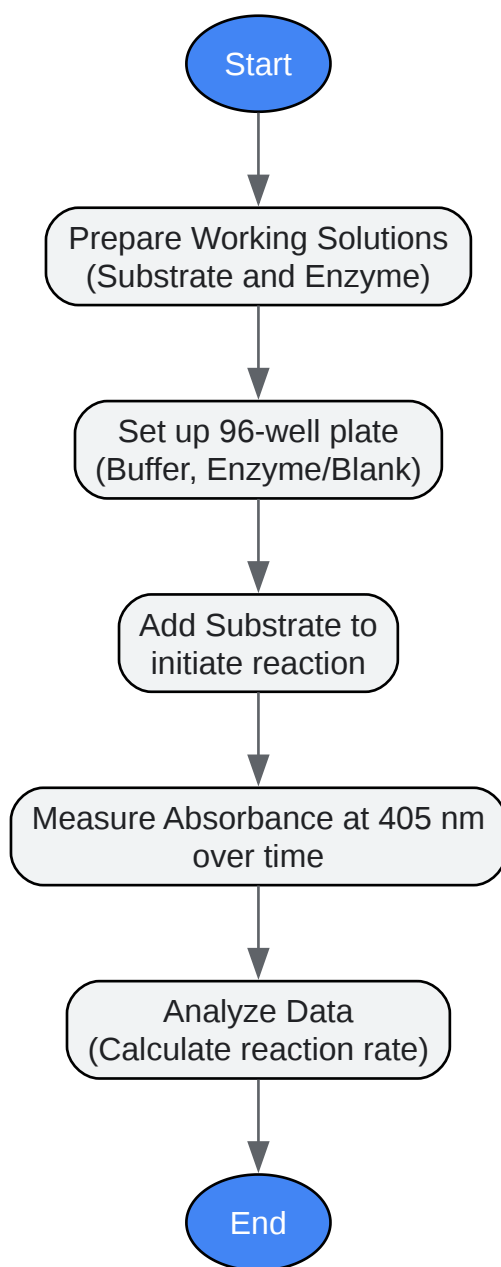 Start
Prepare Working Solutions
(Substrate and Enzyme)
Set up 96-well plate
(Buffer, Enzyme/Blank)
Add Substrate to
initiate reaction
Measure Absorbance at 405 nm
over time
Analyze Data
(Calculate reaction rate)
End